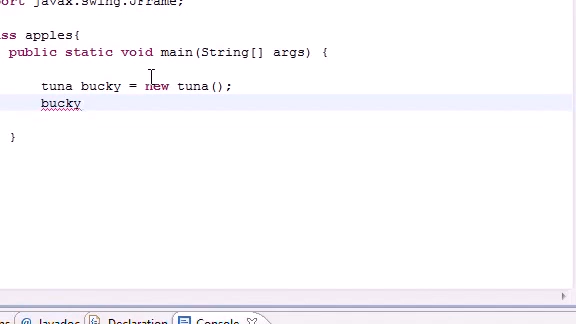 port javax.swing.JFrame;
ss apples{
public static void main(String[] args) {
tuna bucky = new tuna();
bucky
}
@ Javadoc Declaration Console